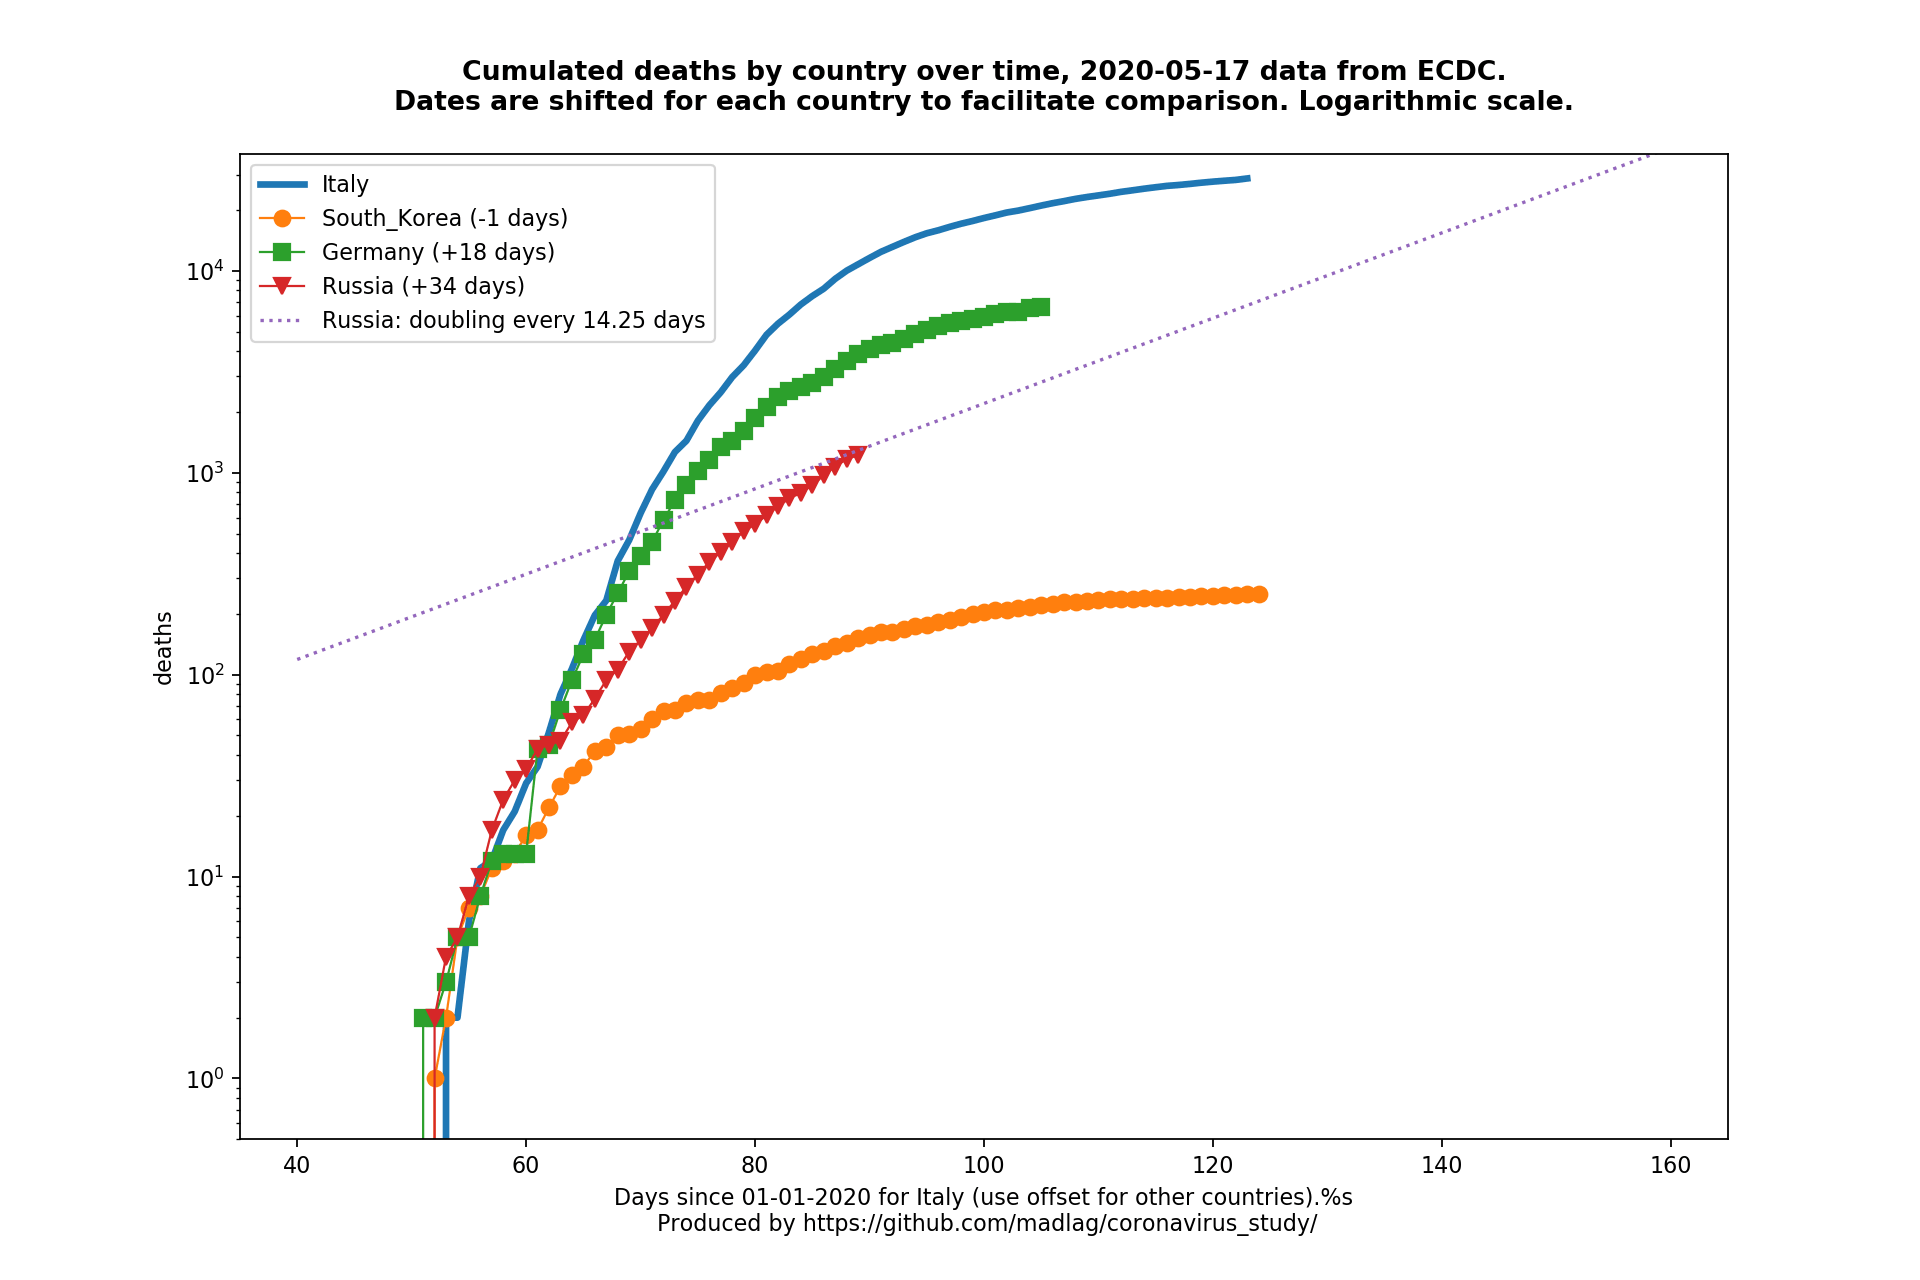 Cumulated deaths by country over time, 2020-05-17 data from ECDC.
Dates are shifted for each country to facilitate comparison. Logarithmic scale.
Italy
South_Korea (-1 days)
Germany (+18 days)
Russia (+34 days)
Russia: doubling every 14.25 days
deaths
10⁴
10³
10²
10¹
10⁰
40 60 80 100 120 140 160
Days since 01-01-2020 for Italy (use offset for other countries).%s
Produced by https://github.com/madlag/coronavirus_study/